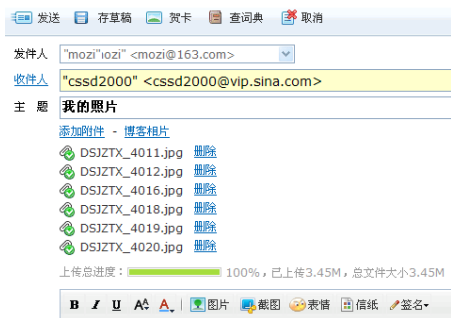 发送 存草稿 贺卡 查词典 取消
发件人 "mozi"ıozi" <mozi@163.com>
收件人 "cssd2000" <cssd2000@vip.sina.com>
主 题 我的照片
添加附件 - 博客相片
DSJZTX_4011.jpg 删除
DSJZTX_4012.jpg 删除
DSJZTX_4016.jpg 删除
DSJZTX_4018.jpg 删除
DSJZTX_4019.jpg 删除
DSJZTX_4020.jpg 删除
上传总进度： 100%，已上传3.45M，总文件大小3.45M
B I U A A 图片 截图 表情 信纸 签名